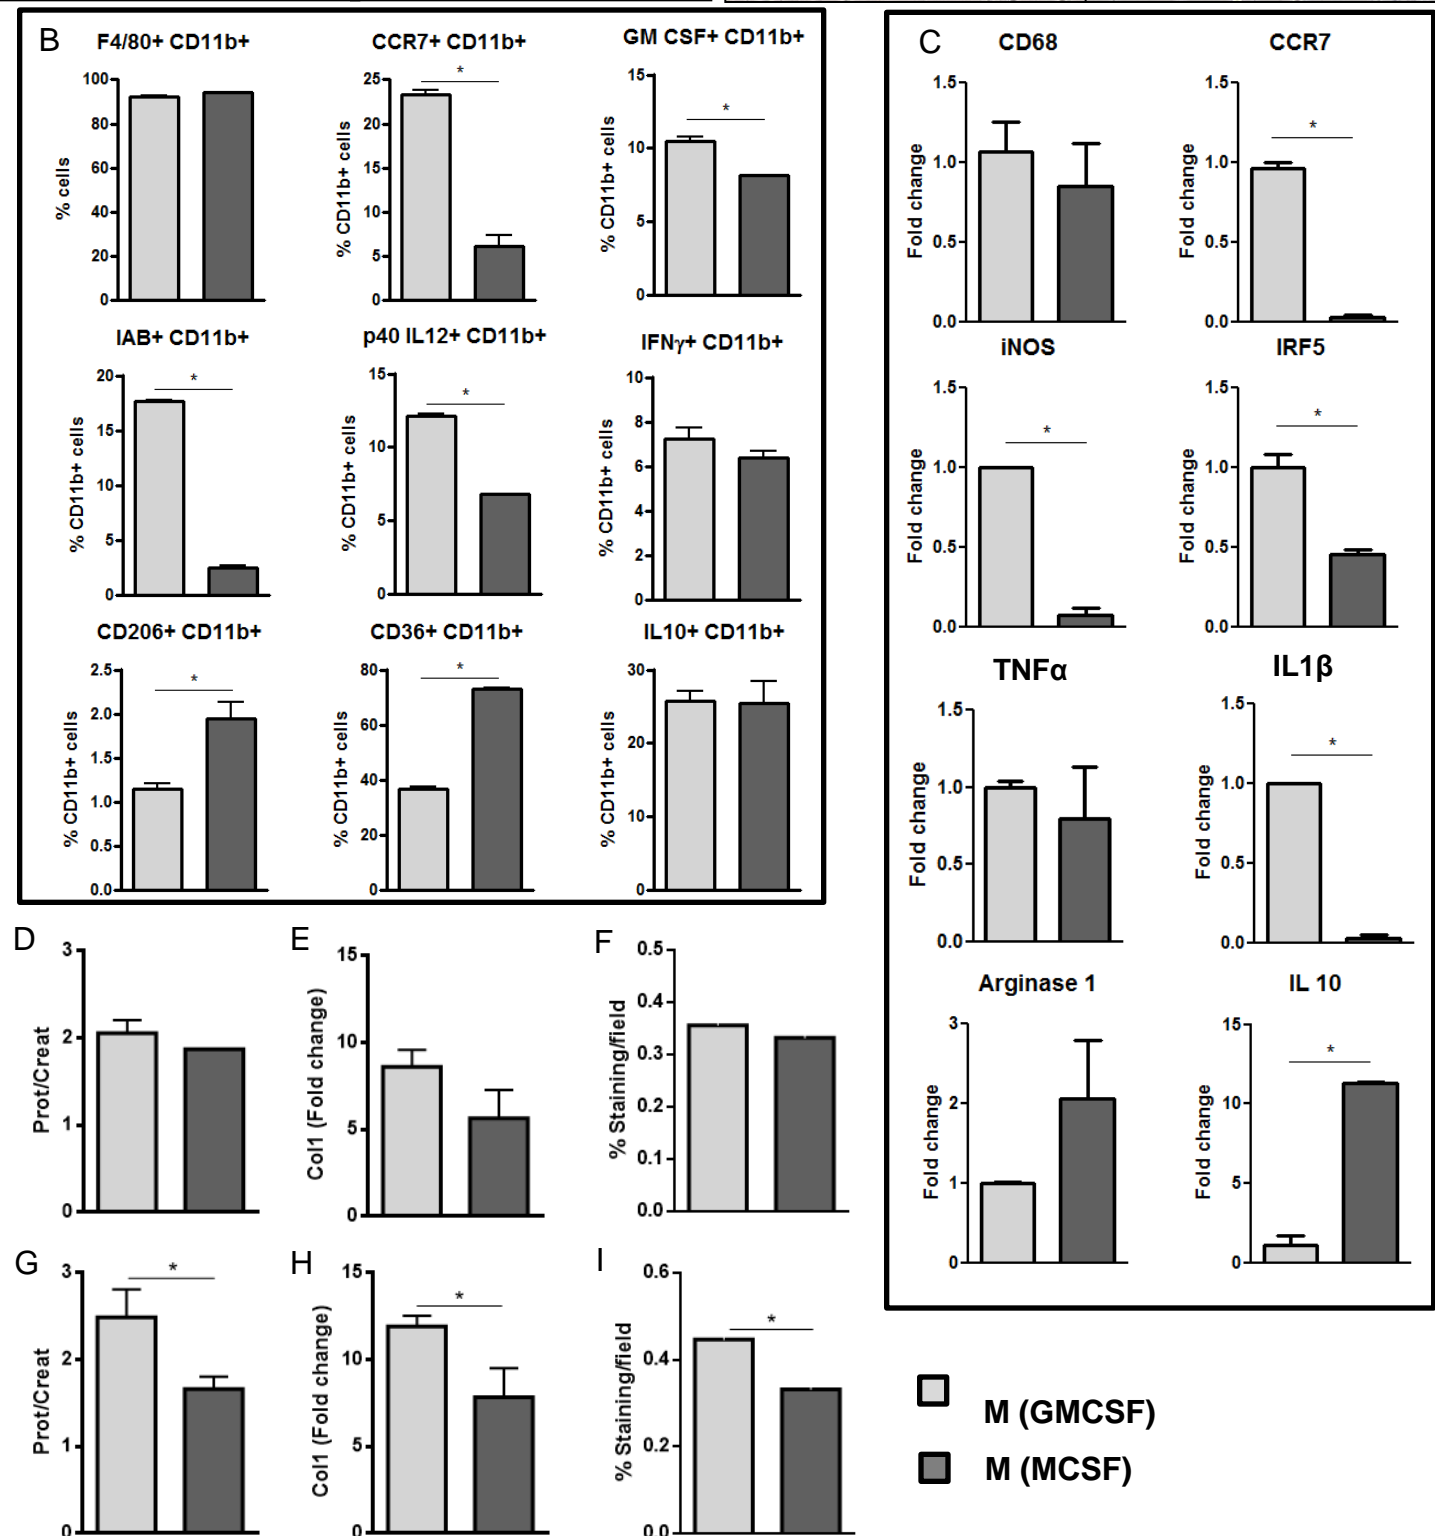 B
F4/80+ CD11b+
CCR7+ CD11b+
GM CSF+ CD11b+
% cells
100
80
60
40
20
0
% CD11b+ cells
25
20
15
10
5
0
*
% CD11b+ cells
15
10
5
0
*
IAB+ CD11b+
p40 IL12+ CD11b+
IFNγ+ CD11b+
% CD11b+ cells
20
15
10
5
0
*
% CD11b+ cells
15
10
5
0
*
% CD11b+ cells
10
8
6
4
2
0
CD206+ CD11b+
CD36+ CD11b+
IL10+ CD11b+
% CD11b+ cells
2.5
2.0
1.5
1.0
0.5
0.0
*
% CD11b+ cells
80
60
40
20
0
*
% CD11b+ cells
30
20
10
0
C
CD68
CCR7
Fold change
1.5
1.0
0.5
0.0
Fold change
1.5
1.0
0.5
0.0
*
iNOS
IRF5
Fold change
1.5
1.0
0.5
0.0
*
Fold change
1.5
1.0
0.5
0.0
*
TNFα
IL1β
Fold change
1.5
1.0
0.5
0.0
Fold change
1.5
1.0
0.5
0.0
*
Arginase 1
IL 10
Fold change
3
2
1
0
Fold change
15
10
5
0
*
D
Prot/Creat
3
2
1
0
E
Col1 (Fold change)
15
10
5
0
F
% Staining/field
0.5
0.4
0.3
0.2
0.1
0.0
G
Prot/Creat
3
2
1
0
*
H
Col1 (Fold change)
15
10
5
0
*
I
% Staining/field
0.6
0.4
0.2
0.0
*
M (GMCSF)
M (MCSF)